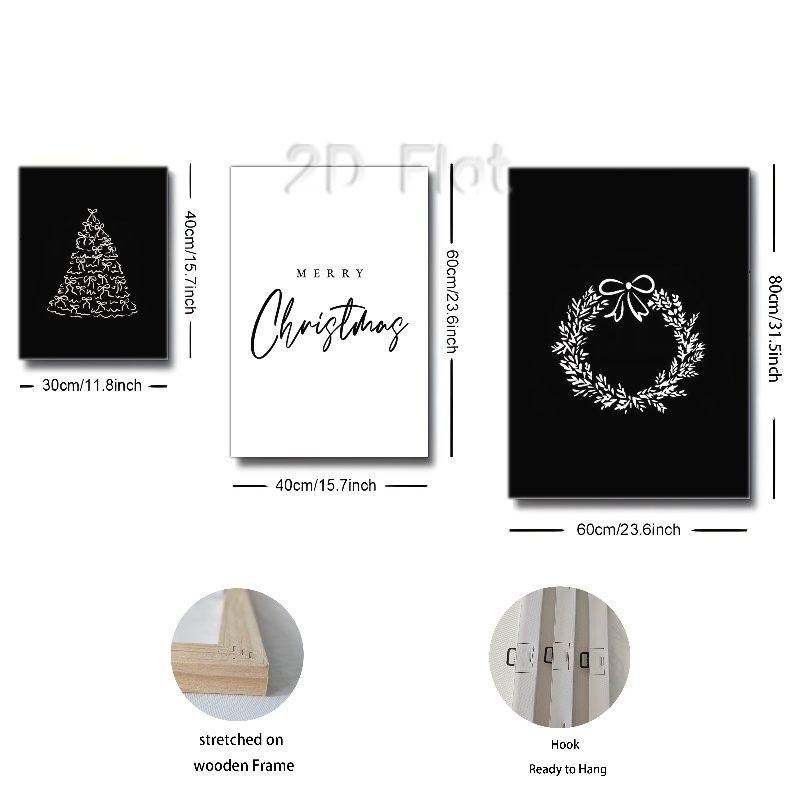 2D Flat
40cm/15.7inch
30cm/11.8inch
MERRY
Christmas
60cm/23.6inch
40cm/15.7inch
80cm/31.5inch
60cm/23.6inch
stretched on
wooden Frame
Hook
Ready to Hang